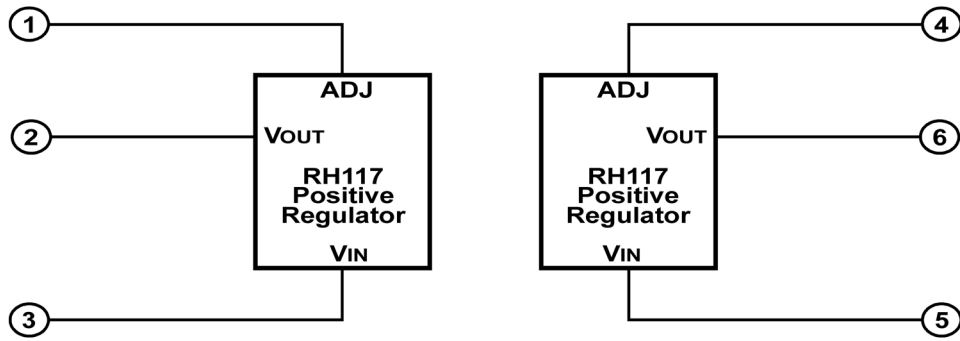 1
ADJ
2
VOUT
RH117
Positive
Regulator
VIN
3
4
ADJ
VOUT
6
RH117
Positive
Regulator
VIN
5